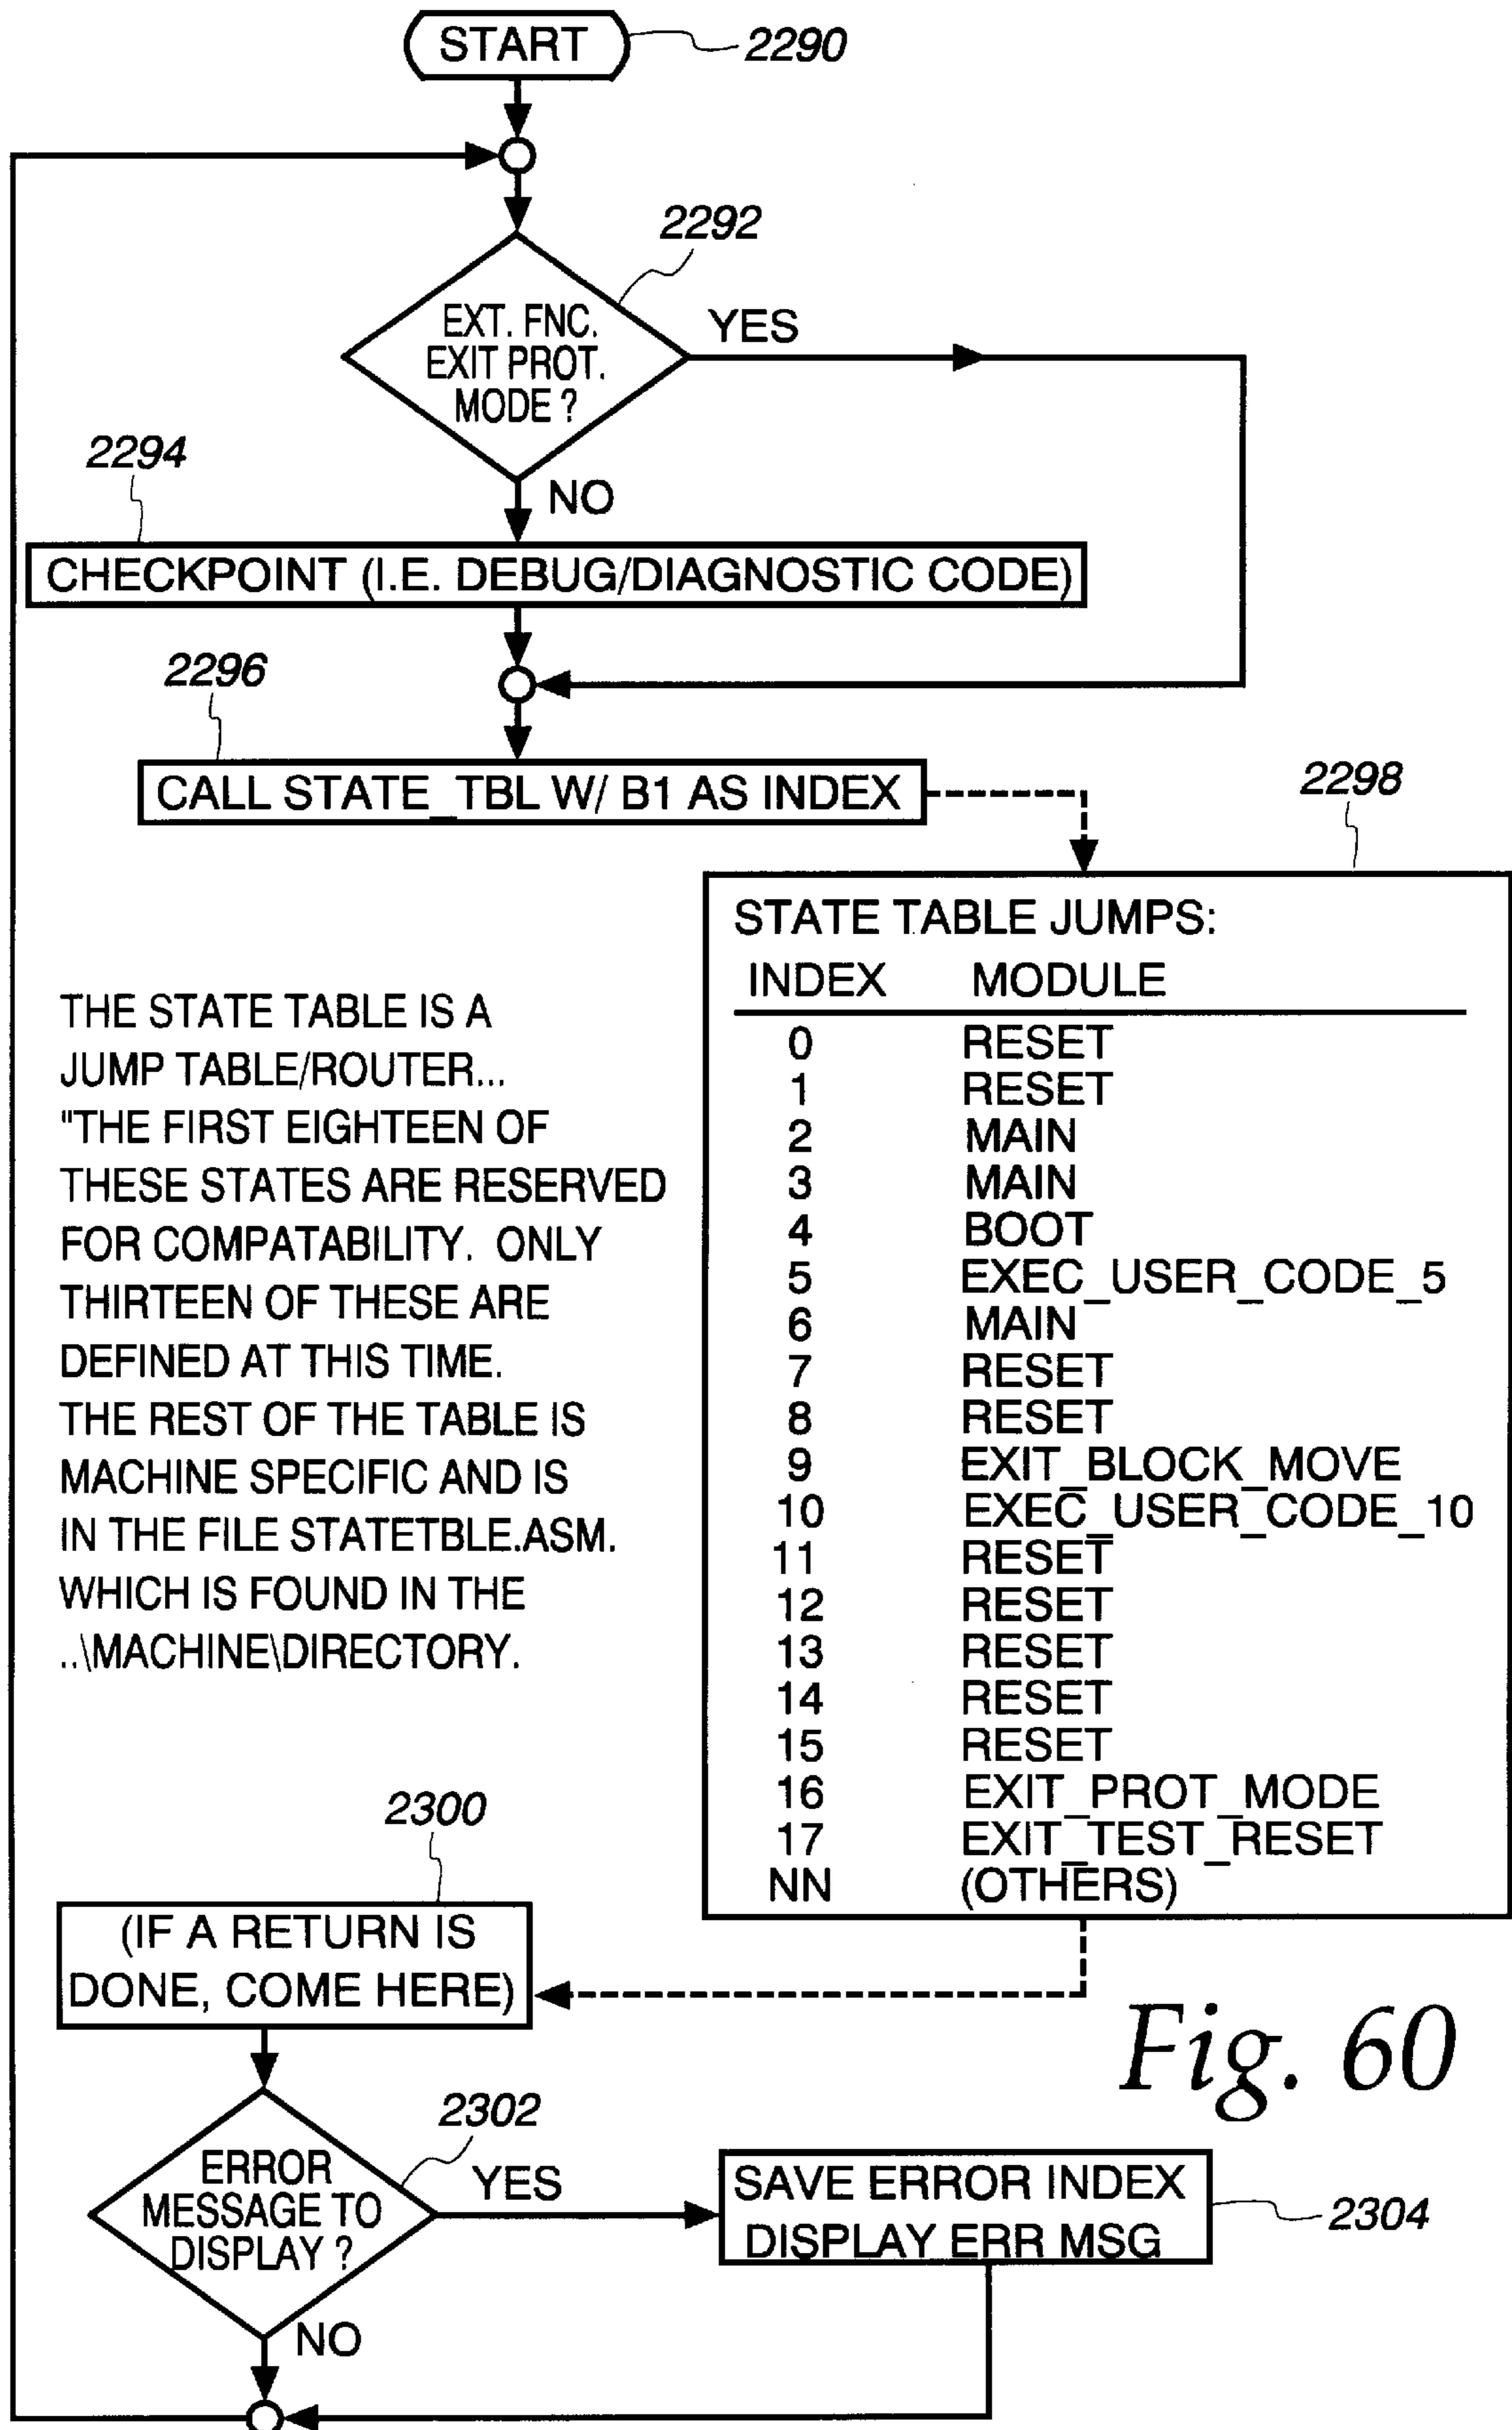 START
2290
2292
EXT. FNC.
EXIT PROT.
MODE ?
YES
NO
2294
CHECKPOINT (I.E. DEBUG/DIAGNOSTIC CODE)
2296
CALL STATE_TBL W/ B1 AS INDEX
2298
STATE TABLE JUMPS:
INDEX MODULE
0 RESET
1 RESET
2 MAIN
3 MAIN
4 BOOT
5 EXEC_USER_CODE_5
6 MAIN
7 RESET
8 RESET
9 EXIT_BLOCK_MOVE
10 EXEC_USER_CODE_10
11 RESET
12 RESET
13 RESET
14 RESET
15 RESET
16 EXIT_PROT_MODE
17 EXIT_TEST_RESET
NN (OTHERS)
THE STATE TABLE IS A
JUMP TABLE/ROUTER...
"THE FIRST EIGHTEEN OF
THESE STATES ARE RESERVED
FOR COMPATABILITY. ONLY
THIRTEEN OF THESE ARE
DEFINED AT THIS TIME.
THE REST OF THE TABLE IS
MACHINE SPECIFIC AND IS
IN THE FILE STATETBLE.ASM.
WHICH IS FOUND IN THE
..\MACHINE\DIRECTORY.
2300
(IF A RETURN IS
DONE, COME HERE)
Fig. 60
2302
ERROR
MESSAGE TO
DISPLAY ?
YES
SAVE ERROR INDEX
DISPLAY ERR MSG
2304
NO